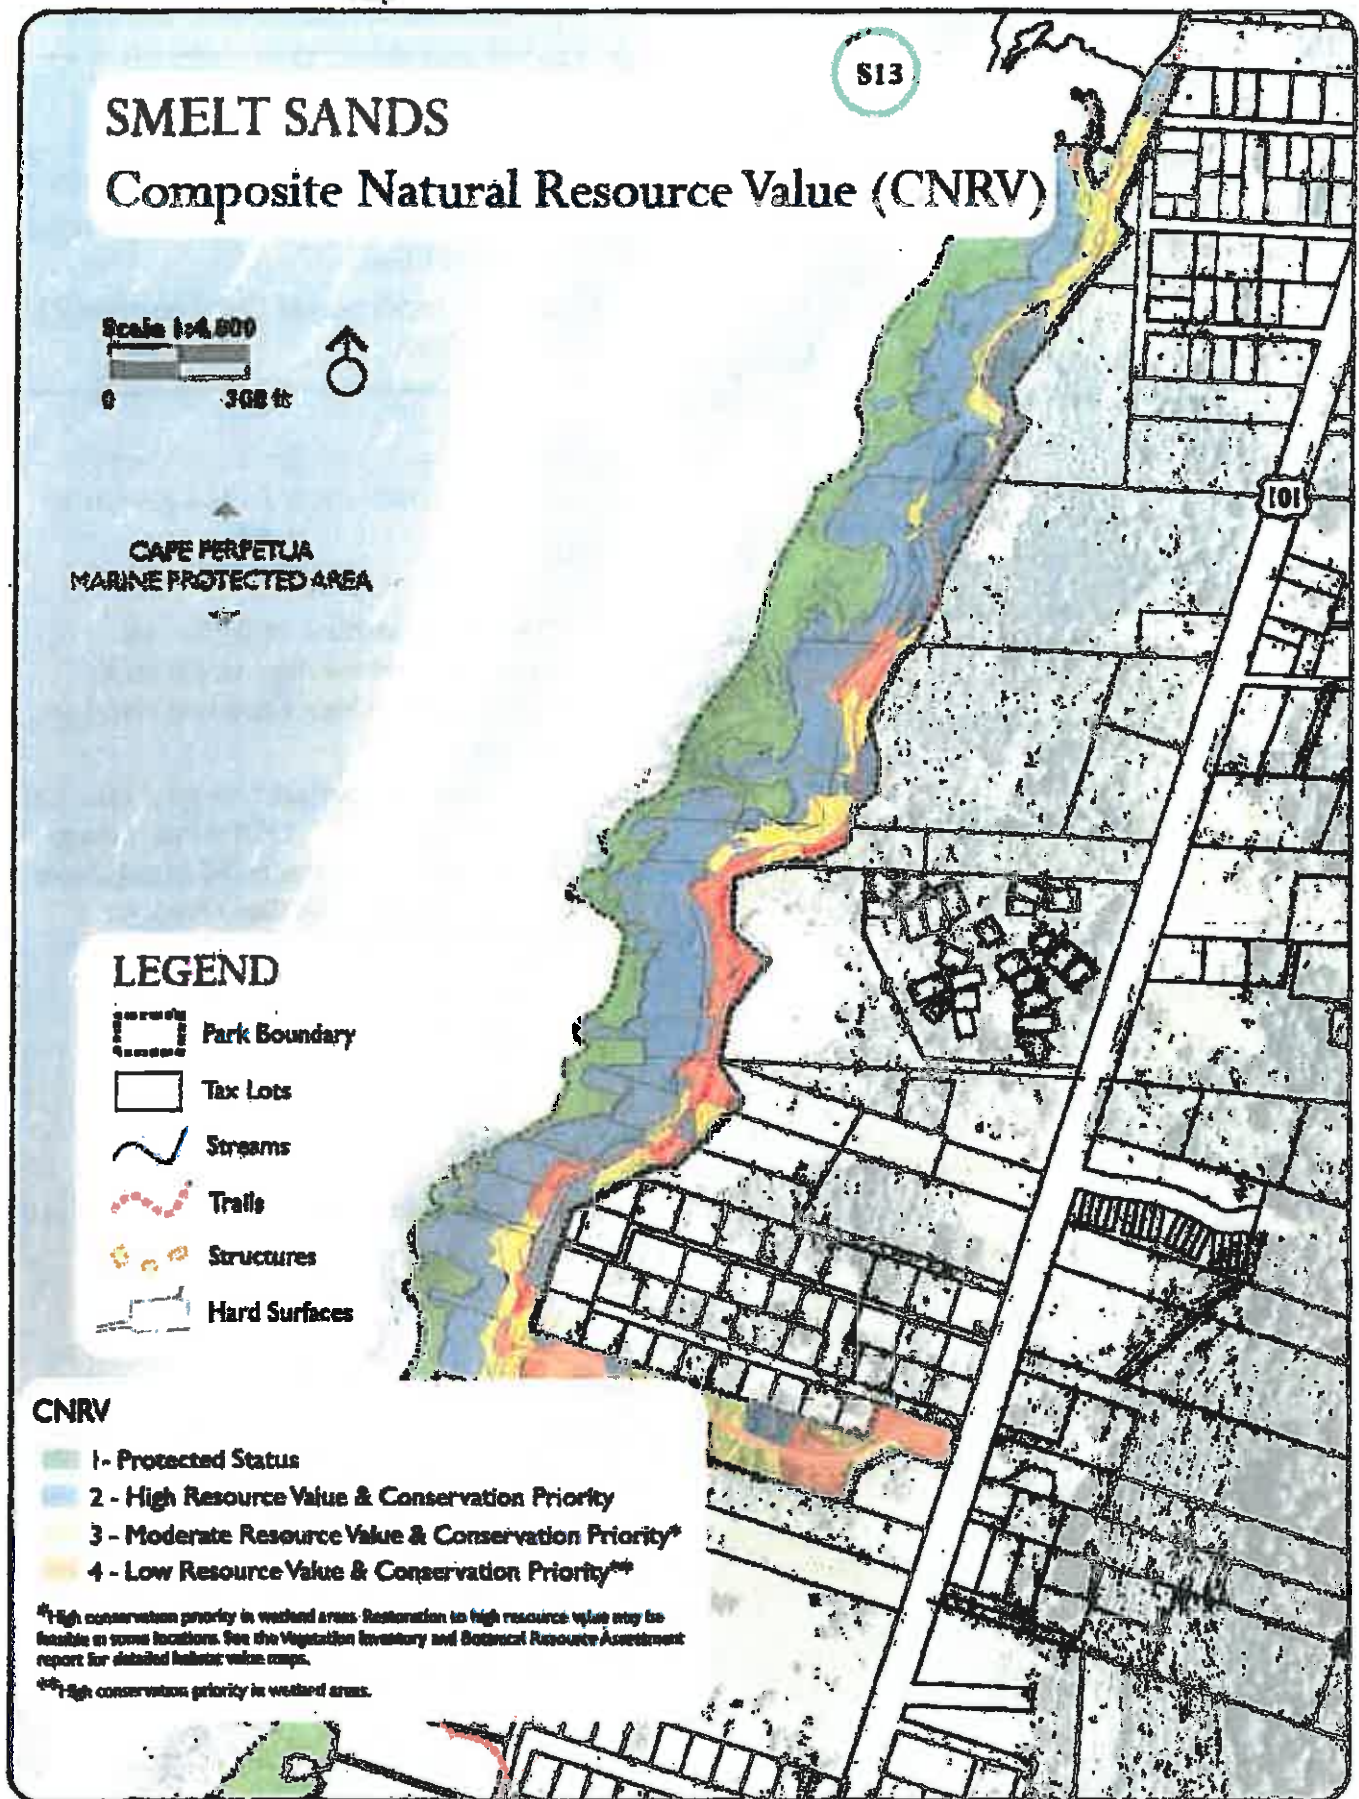 S13
SMELT SANDS
Composite Natural Resource Value (CNRV)
Scale 1:4,800
0 300 ft
CAPE PERPETUA
MARINE PROTECTED AREA
101
LEGEND
Park Boundary
Tax Lots
Streams
Trails
Structures
Hard Surfaces
CNRV
1- Protected Status
2 - High Resource Value & Conservation Priority
3 - Moderate Resource Value & Conservation Priority*
4 - Low Resource Value & Conservation Priority**
*High conservation priority in wetland areas. Restoration to high resource value may be
feasible in some locations. See the Vegetation Inventory and Botanical Resource Assessment
report for detailed habitat value maps.
**High conservation priority in wetland areas.